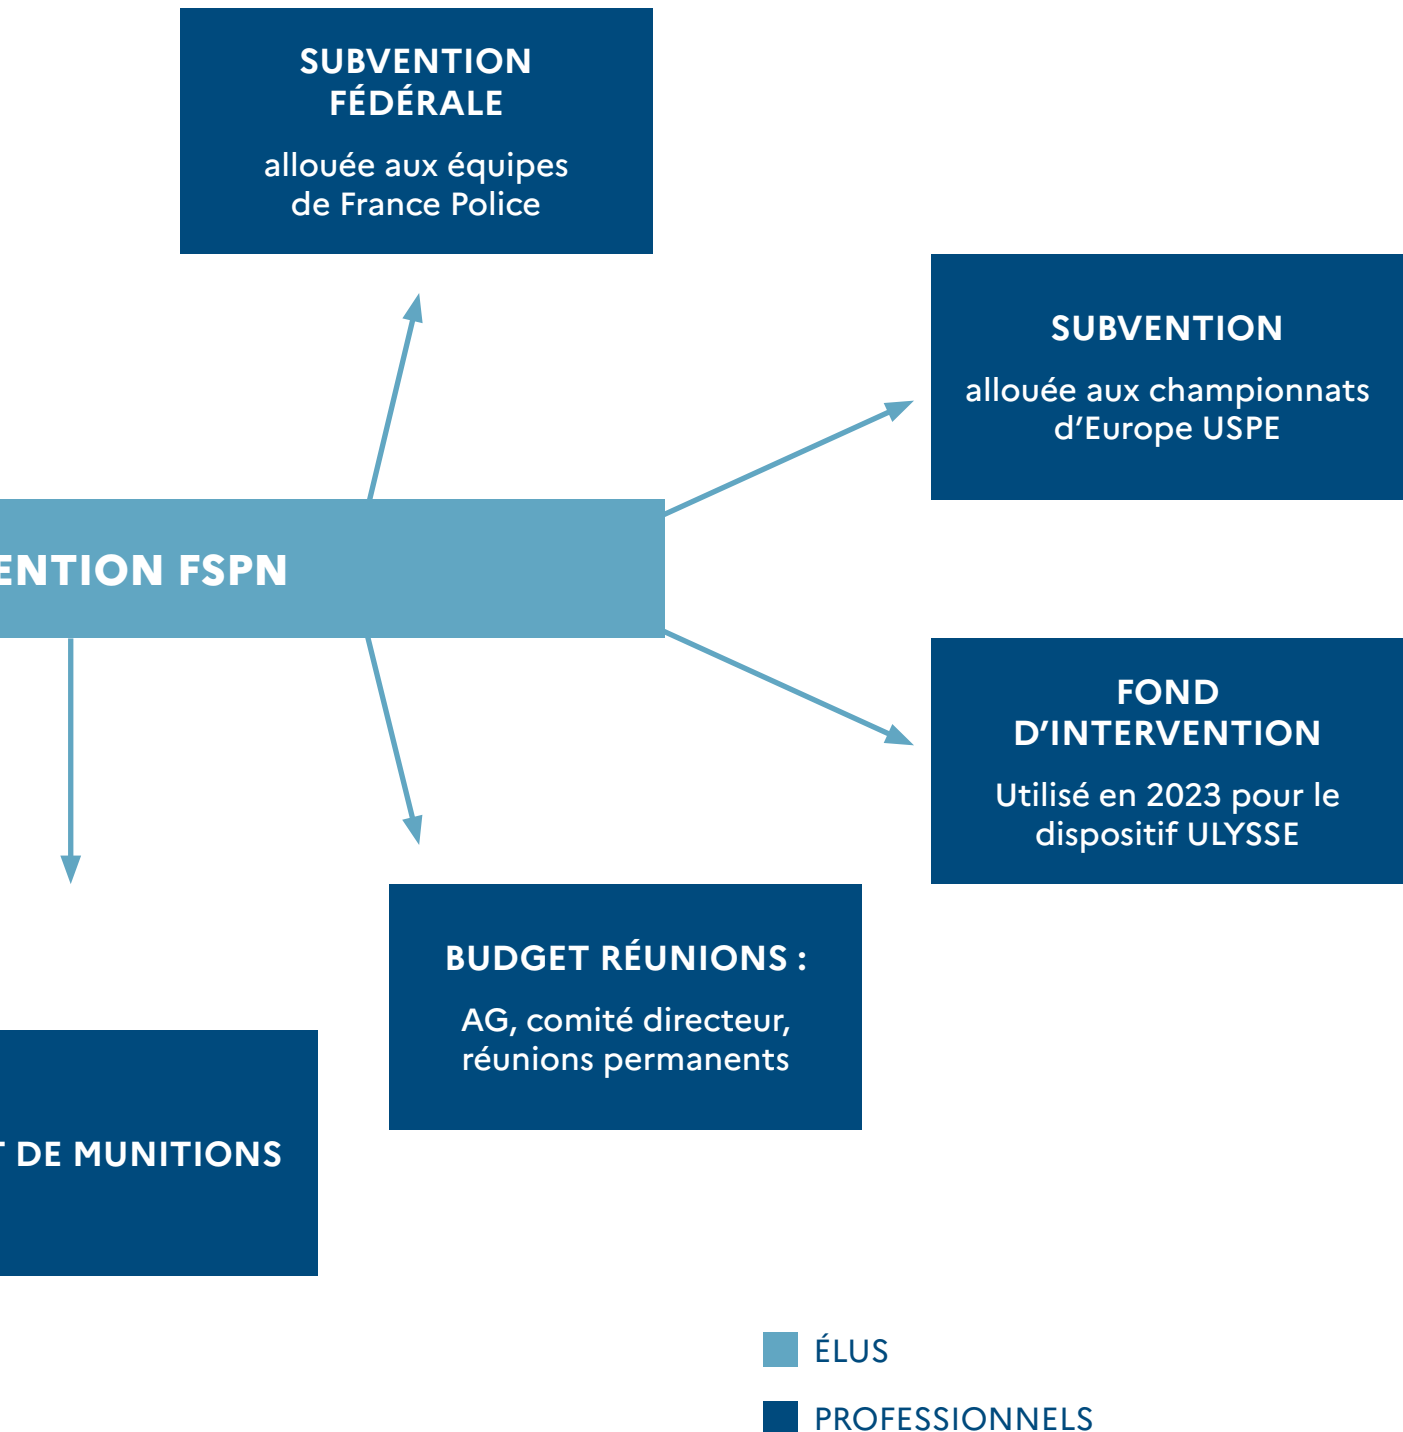 SUBVENTION
FÉDÉRALE
allouée aux équipes
de France Police
SUBVENTION
allouée aux championnats
d’Europe USPE
ENTION FSPN
FOND
D’INTERVENTION
Utilisé en 2023 pour le
dispositif ULYSSE
BUDGET RÉUNIONS :
AG, comité directeur,
réunions permanents
DE MUNITIONS
ÉLUS
PROFESSIONNELS